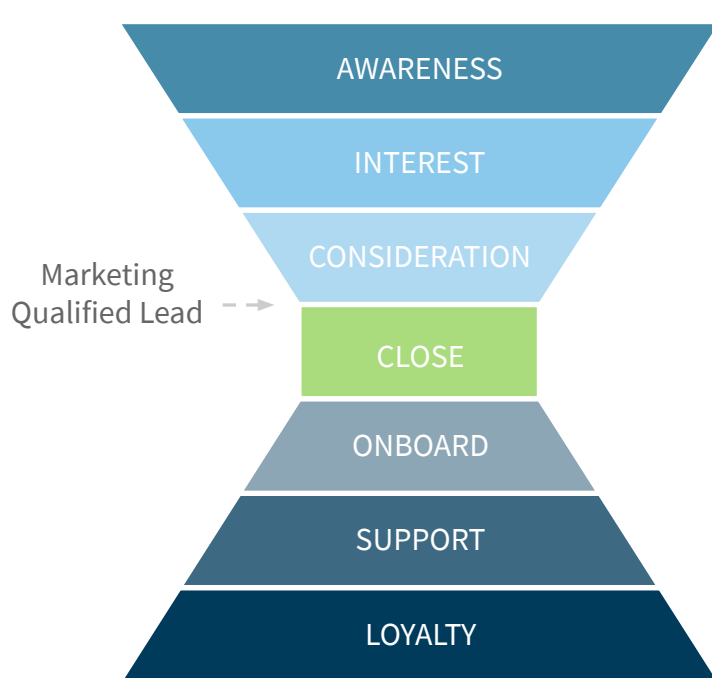 AWARENESS
INTEREST
CONSIDERATION
Marketing
Qualified Lead
CLOSE
ONBOARD
SUPPORT
LOYALTY